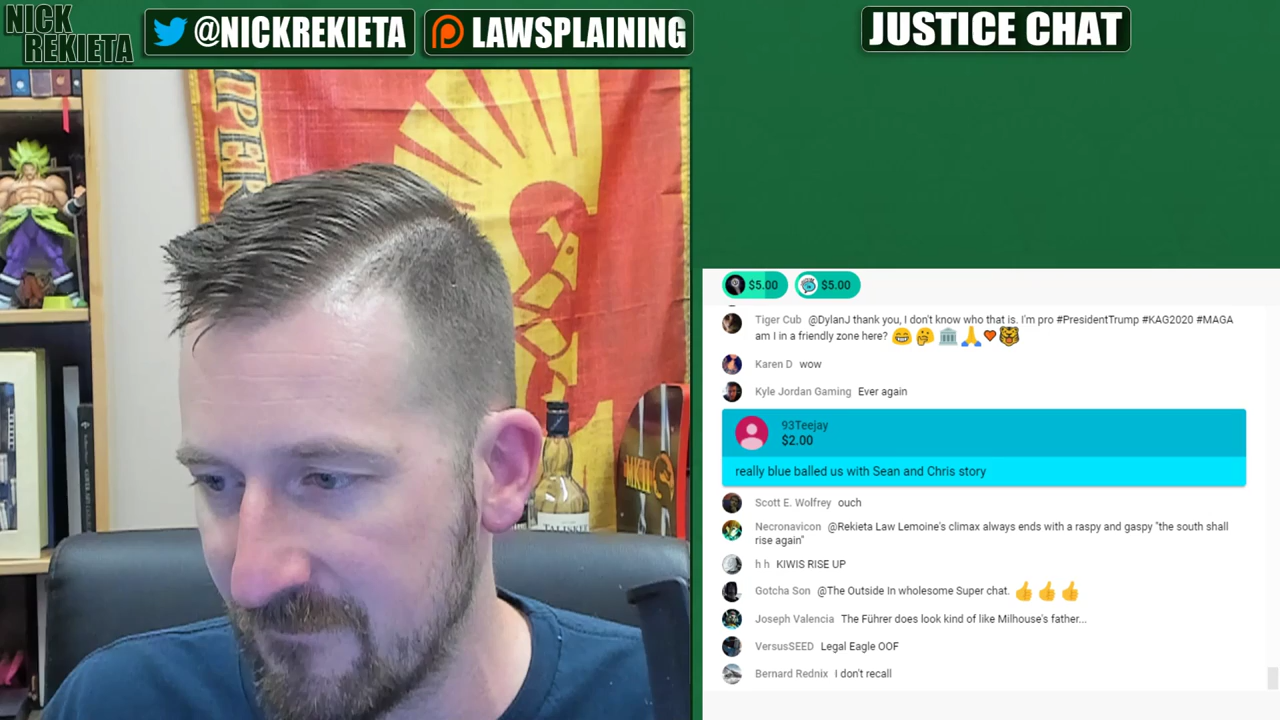 NICK
REKIETA
@NICKREKIETA
LAWSPLAINING
JUSTICE CHAT
IPER
MKII
TALISKER
$5.00
$5.00
Tiger Cub @DylanJ thank you, I don't know who that is. I'm pro #PresidentTrump #KAG2020 #MAGA
am I in a friendly zone here? 😁 🤔 🏛️ 🙏 ♥ 🐯
Karen D wow
Kyle Jordan Gaming Ever again
93Teejay
$2.00
really blue balled us with Sean and Chris story
Scott E. Wolfrey ouch
Necronavicon @Rekieta Law Lemoine's climax always ends with a raspy and gaspy "the south shall
rise again"
h h KIWIS RISE UP
Gotcha Son @The Outside In wholesome Super chat. 👍 👍 👍
Joseph Valencia The Führer does look kind of like Milhouse's father...
VersusSEED Legal Eagle OOF
Bernard Rednix I don't recall